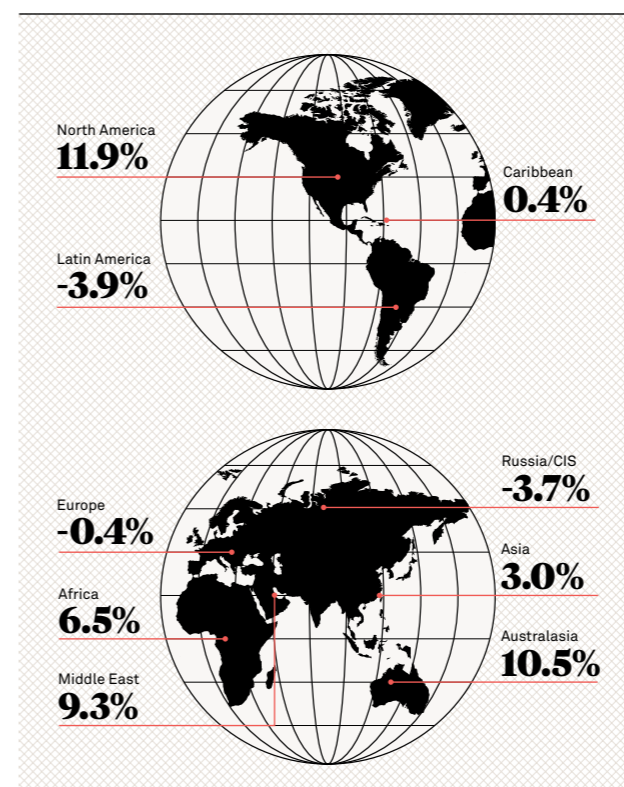 North America
11.9%
Caribbean
0.4%
Latin America
-3.9%
Russia/CIS
-3.7%
Europe
-0.4%
Asia
3.0%
Africa
6.5%
Australasia
10.5%
Middle East
9.3%